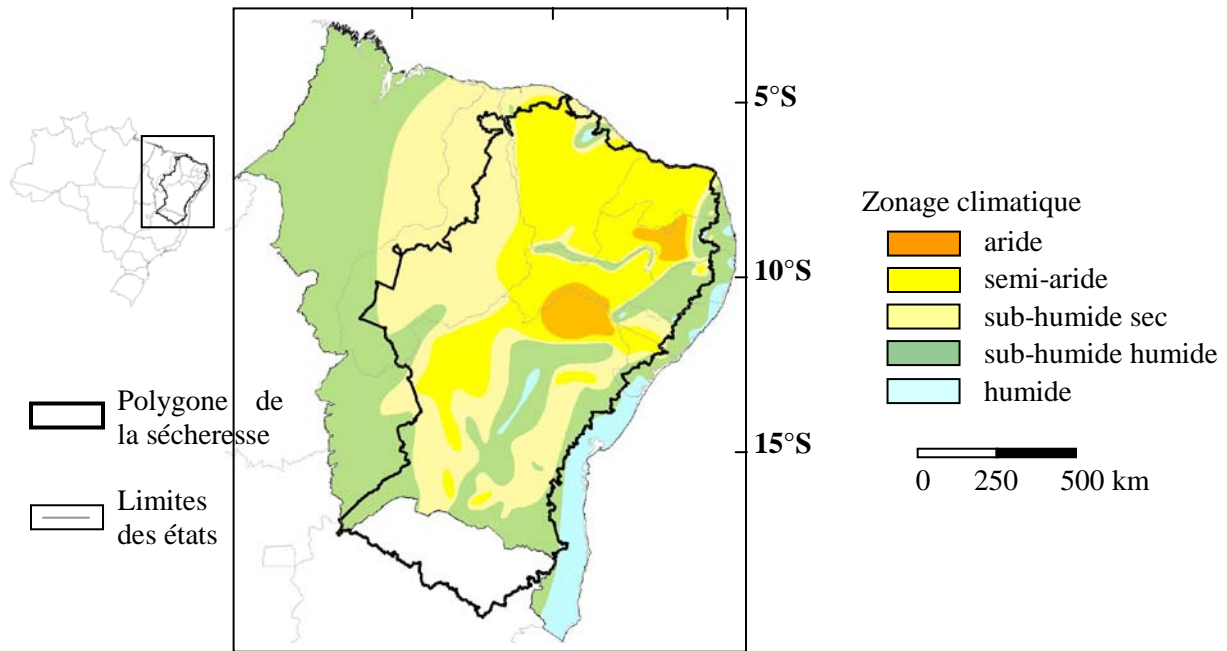 5°S
10°S
15°S
Zonage climatique
aride
semi-aride
sub-humide sec
sub-humide humide
humide
0 250 500 km
Polygone de
la sécheresse
Limites
des états